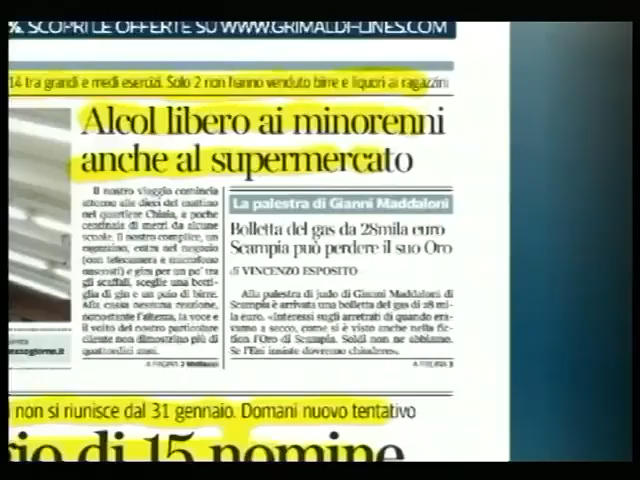 %. SCOPRI LE OFFERTE SU WWW.GRIMALDI-LINES.COM
14 tra grandi e medi esercizi. Solo 2 non hanno venduto birre e liquori ai ragazzini
Alcol libero ai minorenni
anche al supermercato
Il nostro viaggio comincia
attorno alle dieci del mattino
nel quartiere Chiaia, a poche
centinaia di metri da alcune
scuole. Il nostro complice, un
ragazzino, entra nel negozio
(con telecamera e microfono
nascosti) e gira per un po' tra
gli scaffali, sceglie una botti-
glia di gin e un paio di birre.
Alla cassa nessuna reazione,
nonostante l'altezza, la voce e
il volto del nostro particolare
cliente non dimostrino più di
quattordici anni.
A PAGINA 2
La palestra di Gianni Maddaloni
Bolletta del gas da 28mila euro
Scampia può perdere il suo Oro
di VINCENZO ESPOSITO
Alla palestra di judo di Gianni Maddaloni di
Scampia è arrivata una bolletta del gas di 28 mi-
la euro. «Interessi sugli arretrati di quando era-
vamo a secco, come si è visto anche nella fic-
tion l'Oro di Scampia. Soldi non ne abbiamo.
Se l'Eni insiste dovremo chiudere».
A PAGINA 3
i non si riunisce dal 31 gennaio. Domani nuovo tentativo
gio di 15 nomine